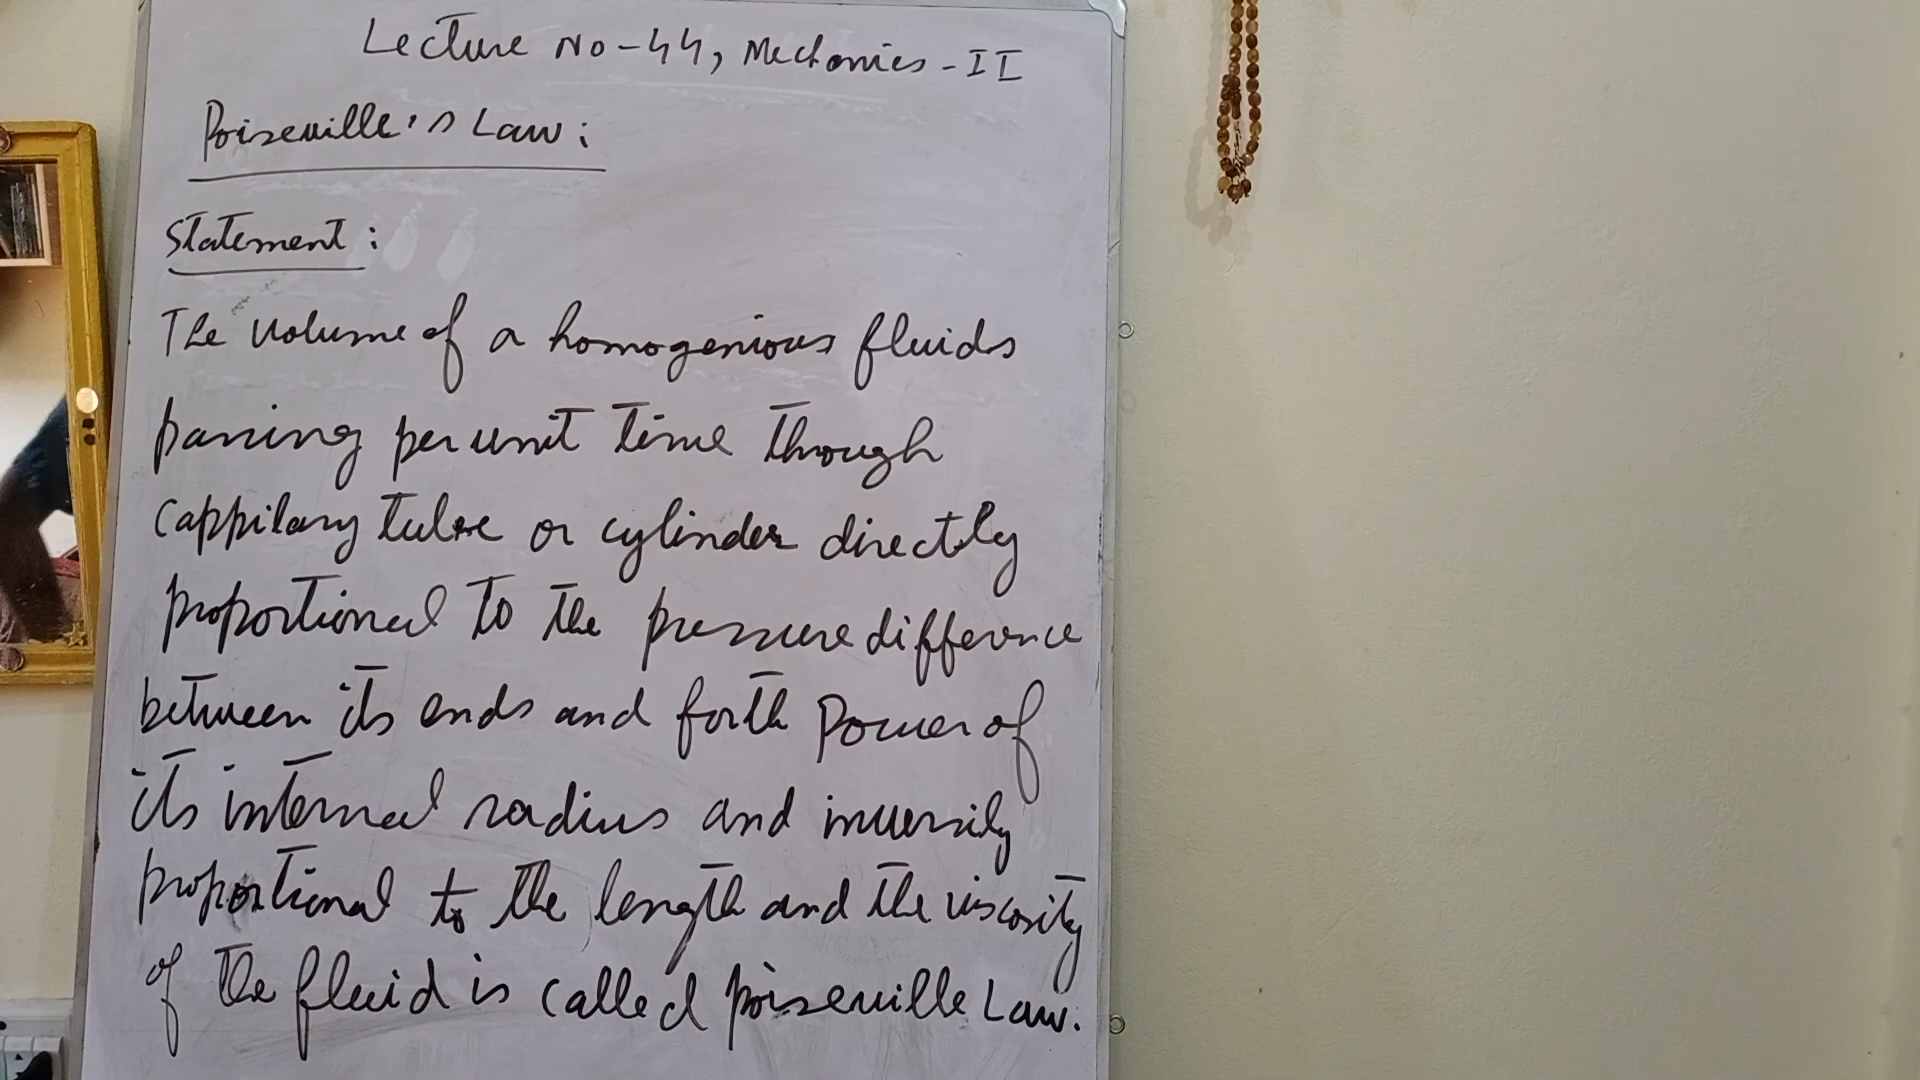 Lecture No-44, Mechanics-II
Poiseuille's Law:
Statement:
The volume of a homogenious fluids
passing per unit time through
cappilary tube or cylinder directly
proportional to the pressure difference
between its ends and forth power of
its internal radius and inversily
proportional to the length and the viscosity
of the fluid is called poiseuille Law.